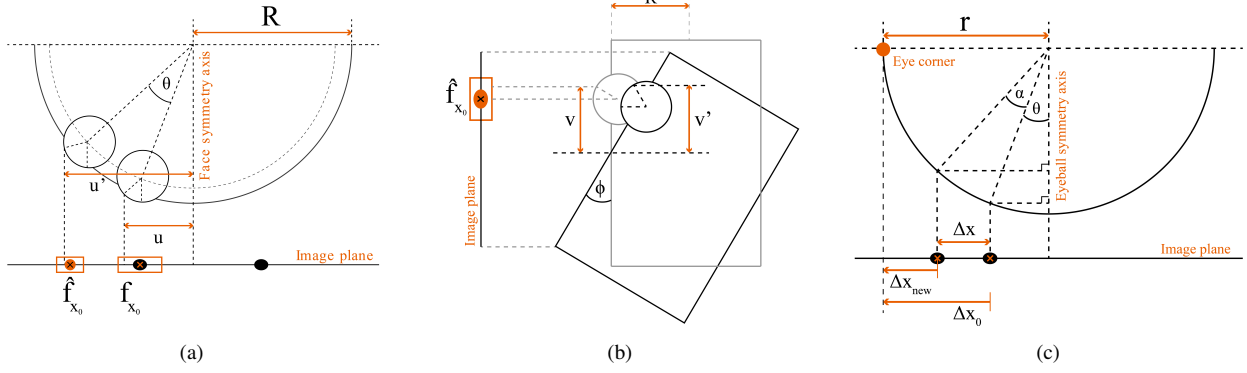 R
θ
Face symmetry axis
u'
u
Image plane
f̂x₀
fx₀
(a)
R
f̂x₀
v
v'
ϕ
Image plane
(b)
r
Eye corner
α
θ
Eyeball symmetry axis
Δx
Image plane
Δxnew
Δx₀
(c)